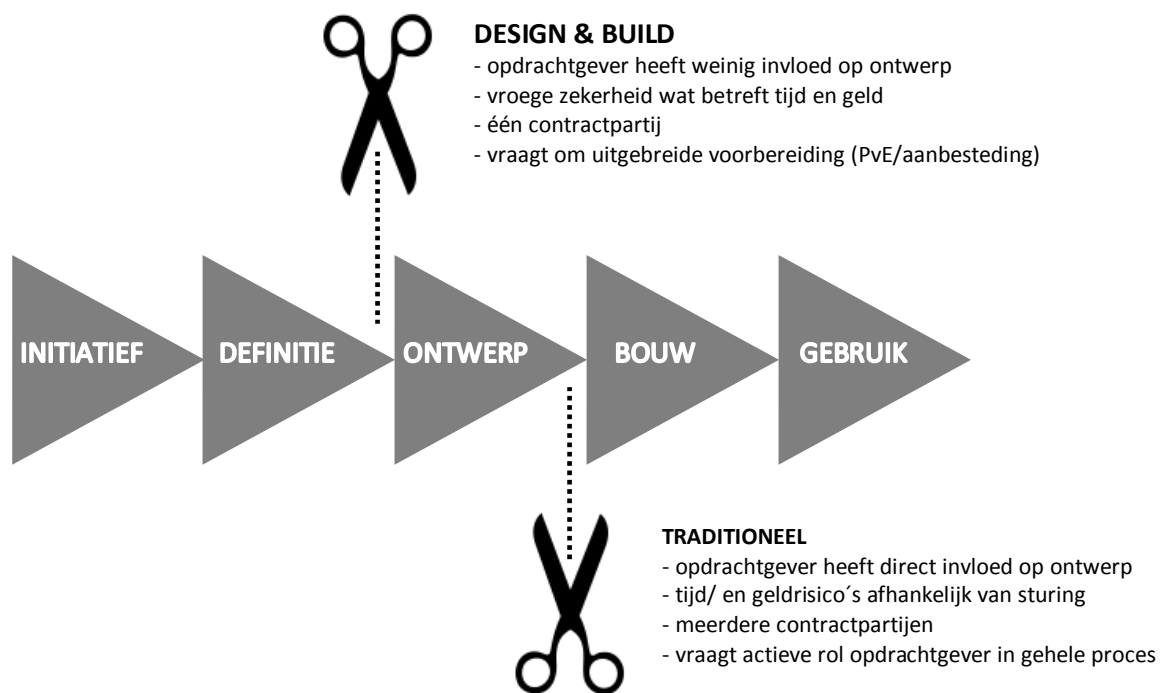 DESIGN & BUILD
- opdrachtgever heeft weinig invloed op ontwerp
- vroege zekerheid wat betreft tijd en geld
- één contractpartij
- vraagt om uitgebreide voorbereiding (PvE/aanbesteding)
INITIATIEF
DEFINITIE
ONTWERP
BOUW
GEBRUIK
TRADITIONEEL
- opdrachtgever heeft direct invloed op ontwerp
- tijd/ en geldrisico´s afhankelijk van sturing
- meerdere contractpartijen
- vraagt actieve rol opdrachtgever in gehele proces